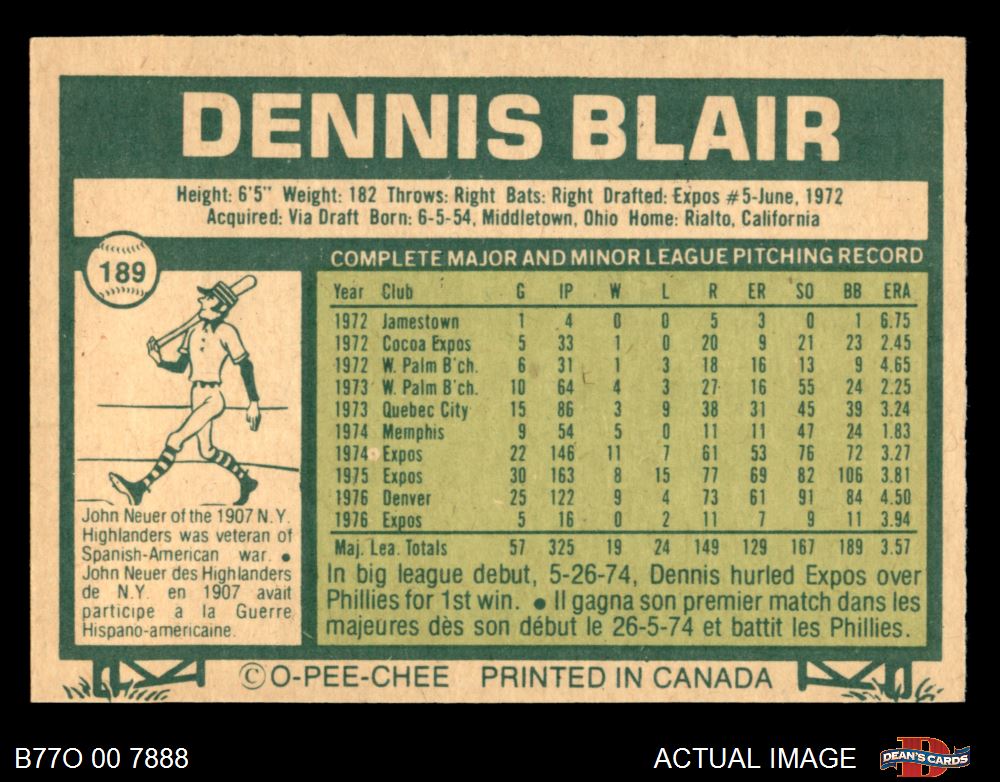 DENNIS BLAIR
Height: 6'5" Weight: 182 Throws: Right Bats: Right Drafted: Expos #5-June, 1972
Acquired: Via Draft Born: 6-5-54, Middletown, Ohio Home: Rialto, California
189
COMPLETE MAJOR AND MINOR LEAGUE PITCHING RECORD
Year Club G IP W L R ER SO BB ERA
1972 Jamestown 1 4 0 0 5 3 0 1 6.75
1972 Cocoa Expos 5 33 1 0 20 9 21 23 2.45
1972 W. Palm B'ch. 6 31 1 3 18 16 13 9 4.65
1973 W. Palm B'ch. 10 64 4 3 27 16 55 24 2.25
1973 Quebec City 15 86 3 9 38 31 45 39 3.24
1974 Memphis 9 54 5 0 11 11 47 24 1.83
1974 Expos 22 146 11 7 61 53 76 72 3.27
1975 Expos 30 163 8 15 77 69 82 106 3.81
1976 Denver 25 122 9 4 73 61 91 84 4.50
1976 Expos 5 16 0 2 11 7 9 11 3.94
Maj. Lea. Totals 57 325 19 24 149 129 167 189 3.57
In big league debut, 5-26-74, Dennis hurled Expos over
Phillies for 1st win. ● Il gagna son premier match dans les
majeures dès son début le 26-5-74 et battit les Phillies.
John Neuer of the 1907 N.Y.
Highlanders was veteran of
Spanish-American war. ●
John Neuer des Highlanders
de N.Y. en 1907 avait
participe a la Guerre
Hispano-americaine.
© O-PEE-CHEE PRINTED IN CANADA
B77O 00 7888
ACTUAL IMAGE
DEAN'S CARDS